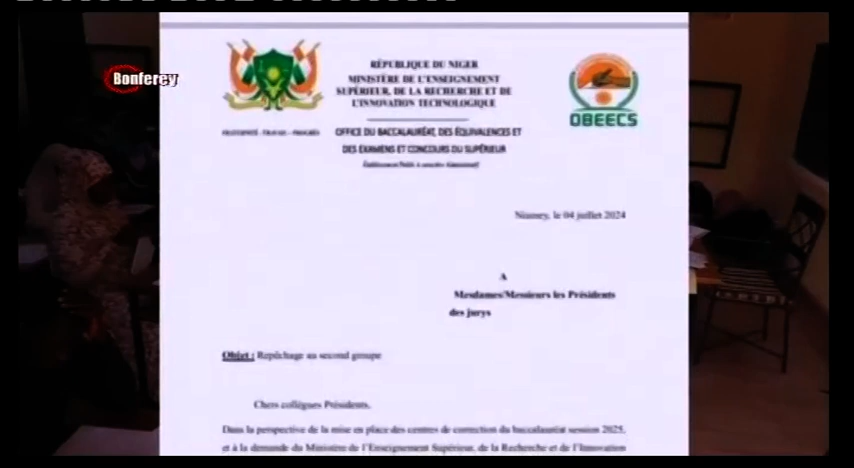 Bonferey
RÉPUBLIQUE DU NIGER
MINISTÈRE DE L'ENSEIGNEMENT
SUPÉRIEUR, DE LA RECHERCHE ET DE
L'INNOVATION TECHNOLOGIQUE
FRATERNITÉ - TRAVAIL - PROGRÈS
OFFICE DU BACCALAURÉAT, DES ÉQUIVALENCES ET
DES EXAMENS ET CONCOURS DU SUPÉRIEUR
OBEECS
Niamey, le 04 juillet 2024
A
Mesdames/Messieurs les Présidents
des jurys
Objet : Repêchage au second groupe
Chers collègues Présidents,
Dans la perspective de la mise en place des centres de correction du baccalauréat session 2025,
et à la demande du Ministère de l'Enseignement Supérieur, de la Recherche et de l'Innovation